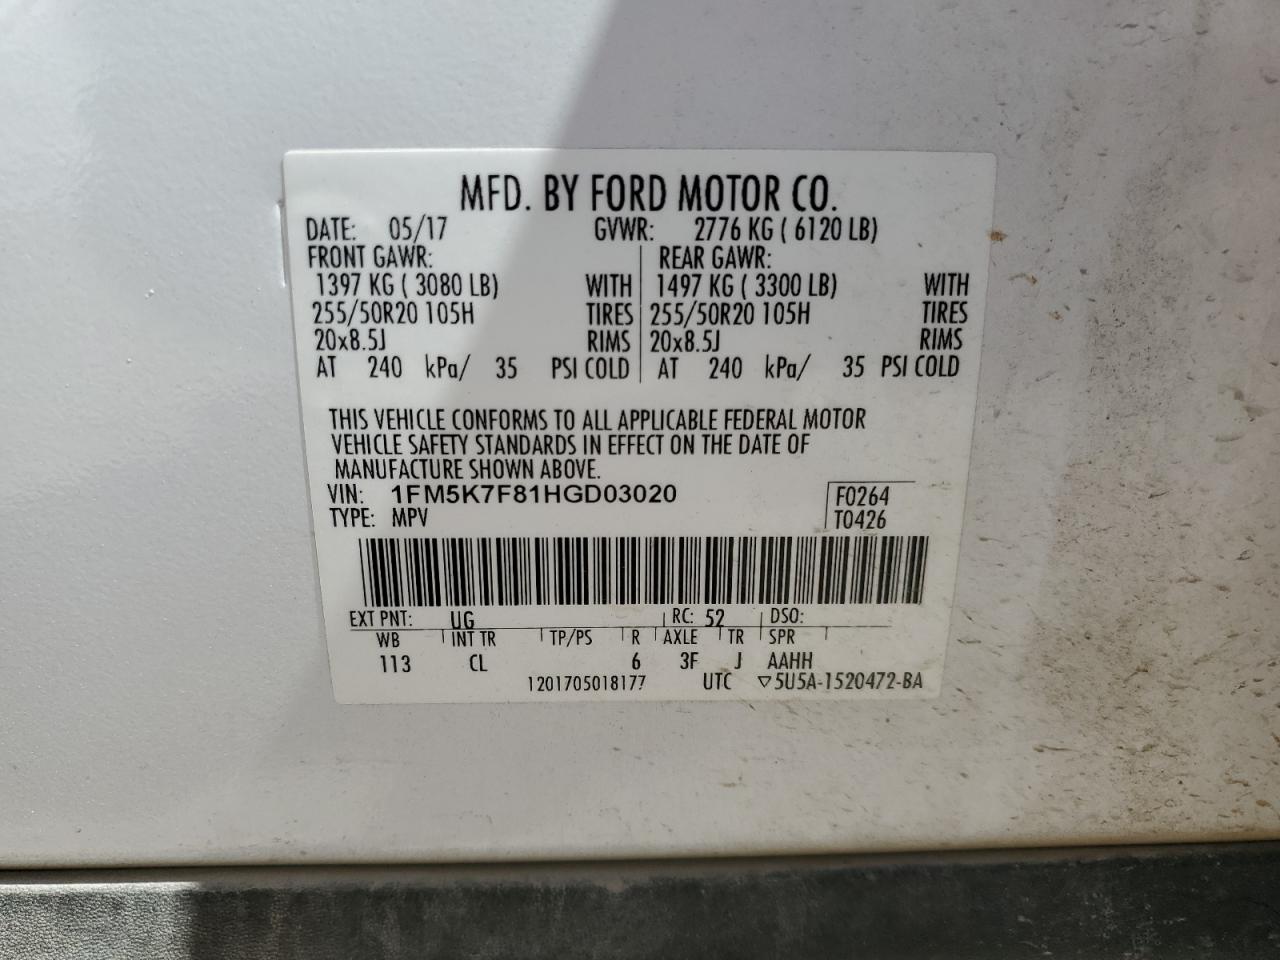 MFD. BY FORD MOTOR CO.
DATE: 05/17 GVWR: 2776 KG ( 6120 LB)
FRONT GAWR: REAR GAWR:
1397 KG ( 3080 LB) WITH 1497 KG ( 3300 LB) WITH
255/50R20 105H TIRES 255/50R20 105H TIRES
20x8.5J RIMS 20x8.5J RIMS
AT 240 kPa/ 35 PSI COLD AT 240 kPa/ 35 PSI COLD
THIS VEHICLE CONFORMS TO ALL APPLICABLE FEDERAL MOTOR
VEHICLE SAFETY STANDARDS IN EFFECT ON THE DATE OF
MANUFACTURE SHOWN ABOVE.
VIN: 1FM5K7F81HGD03020 F0264
TYPE: MPV T0426
EXT PNT: UG RC: 52 DSO:
WB INT TR TP/PS R AXLE TR SPR
113 CL 6 3F J AAHH
1201705018177 UTC ▽5U5A-1520472-BA